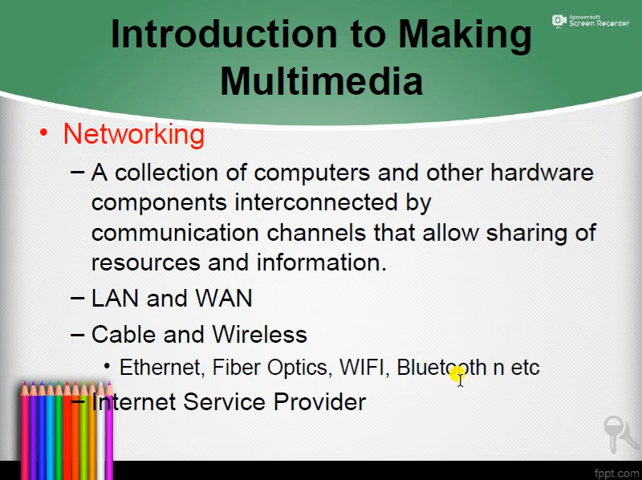 Apowersoft
Screen Recorder
Introduction to Making
Multimedia
• Networking
– A collection of computers and other hardware
components interconnected by
communication channels that allow sharing of
resources and information.
– LAN and WAN
– Cable and Wireless
• Ethernet, Fiber Optics, WIFI, Bluetooth n etc
– Internet Service Provider
fppt.com